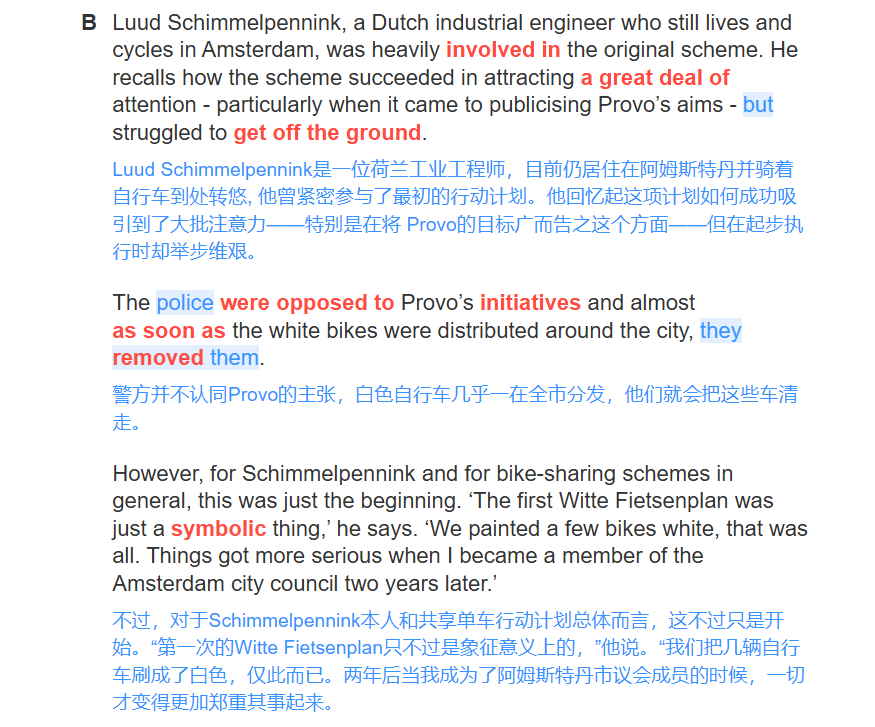 B Luud Schimmelpennink, a Dutch industrial engineer who still lives and
cycles in Amsterdam, was heavily involved in the original scheme. He
recalls how the scheme succeeded in attracting a great deal of
attention - particularly when it came to publicising Provo's aims - but
struggled to get off the ground.
Luud Schimmelpennink是一位荷兰工业工程师，目前仍居住在阿姆斯特丹并骑着
自行车到处转悠, 他曾紧密参与了最初的行动计划。他回忆起这项计划如何成功吸
引到了大批注意力——特别是在将 Provo的目标广而告之这个方面——但在起步执
行时却举步维艰。
The police were opposed to Provo's initiatives and almost
as soon as the white bikes were distributed around the city, they
removed them.
警方并不认同Provo的主张，白色自行车几乎一在全市分发，他们就会把这些车清
走。
However, for Schimmelpennink and for bike-sharing schemes in
general, this was just the beginning. ‘The first Witte Fietsenplan was
just a symbolic thing,’ he says. ‘We painted a few bikes white, that was
all. Things got more serious when I became a member of the
Amsterdam city council two years later.’
不过，对于Schimmelpennink本人和共享单车行动计划总体而言，这不过只是开
始。“第一次的Witte Fietsenplan只不过是象征意义上的，”他说。“我们把几辆自行
车刷成了白色，仅此而已。两年后当我成为了阿姆斯特丹市议会成员的时候，一切
才变得更加郑重其事起来。